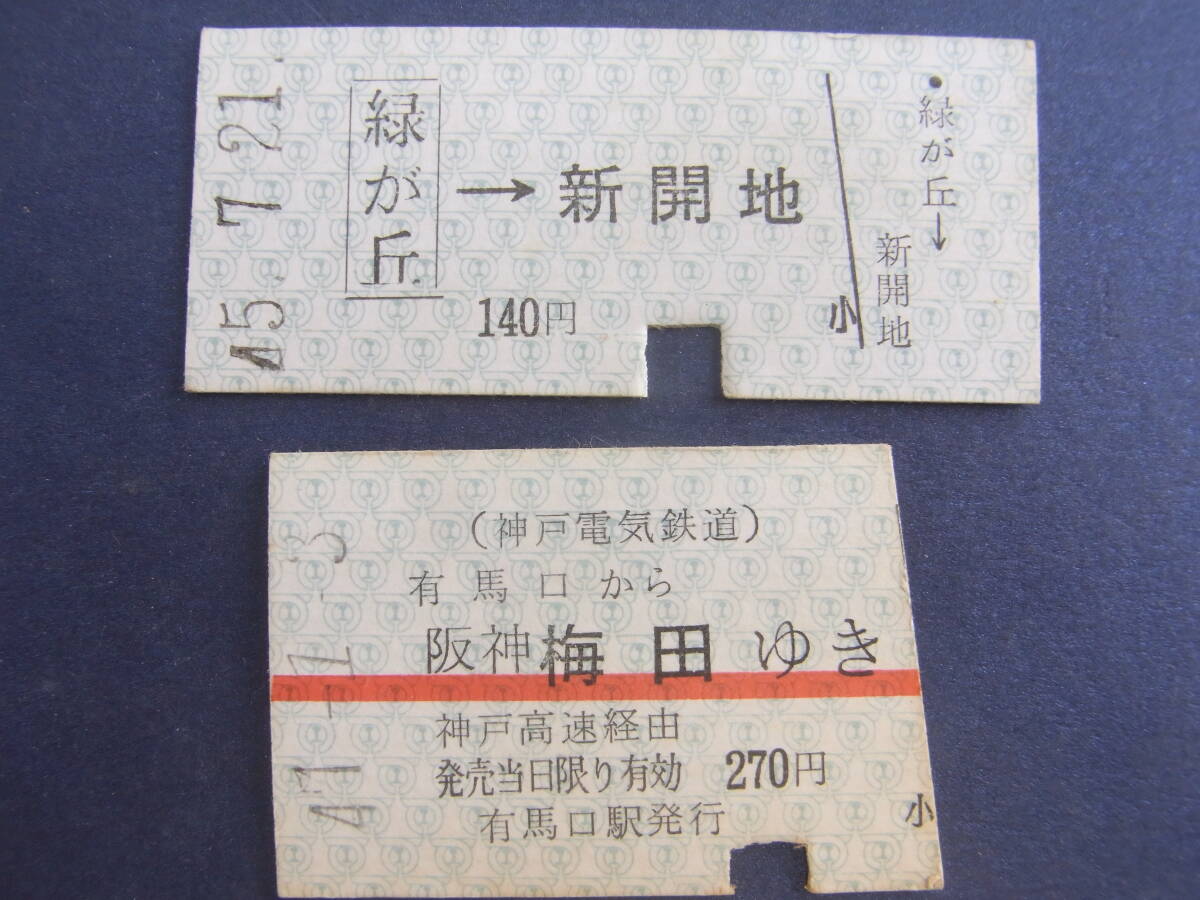 45. 7. 21.
緑が丘
→ 新開地
140円
小
緑が丘→
新開地
47-1-3
(神戸電気鉄道)
有馬口から
阪神梅田ゆき
神戸高速経由
発売当日限り有効 270円
有馬口駅発行
小